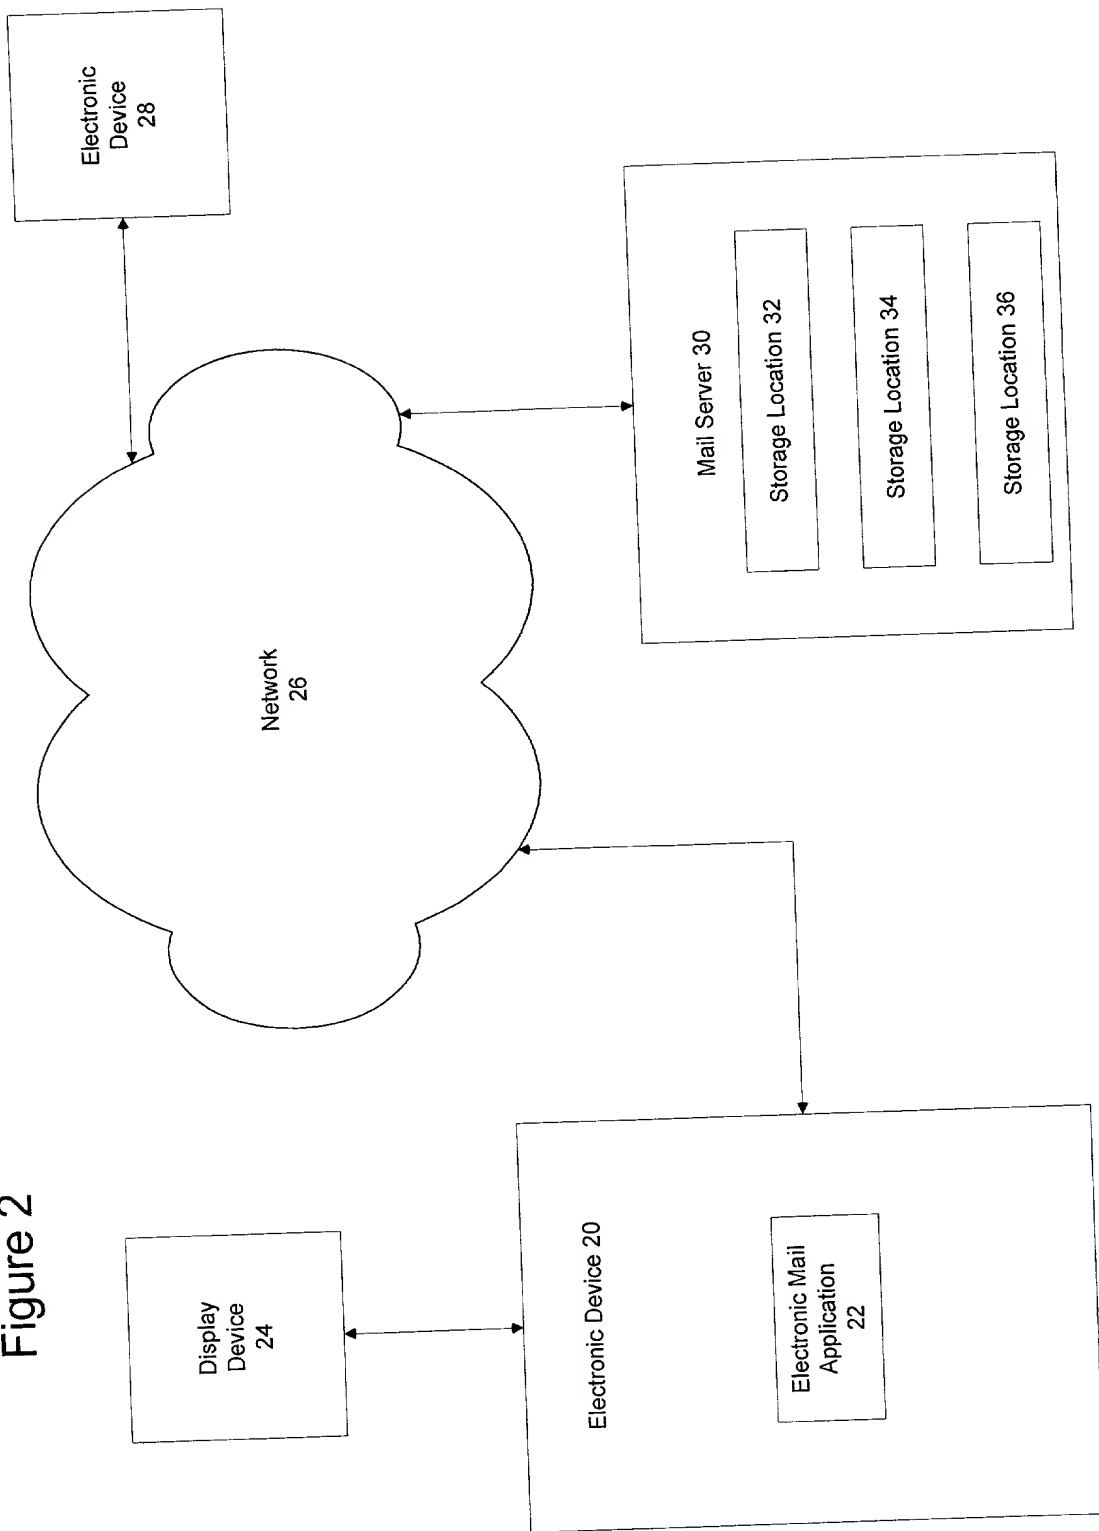 Figure 2
Display
Device
24
Electronic Device 20
Electronic Mail
Application
22
Network
26
Electronic
Device
28
Mail Server 30
Storage Location 32
Storage Location 34
Storage Location 36